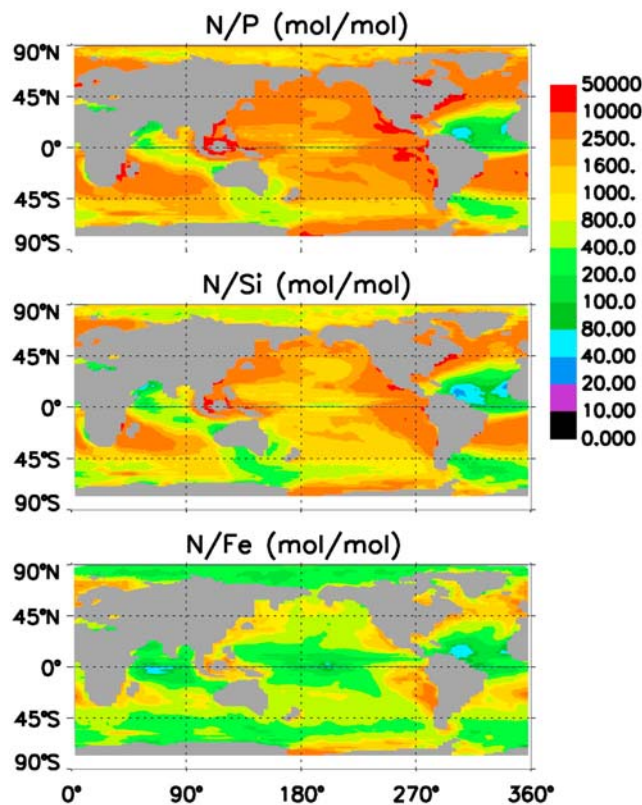 N/P (mol/mol)
90°N
45°N
0°
45°S
90°S
N/Si (mol/mol)
90°N
45°N
0°
45°S
90°S
N/Fe (mol/mol)
90°N
45°N
0°
45°S
90°S
0°
90°
180°
270°
360°
50000
10000
2500.
1600.
1000.
800.0
400.0
200.0
100.0
80.00
40.00
20.00
10.00
0.000